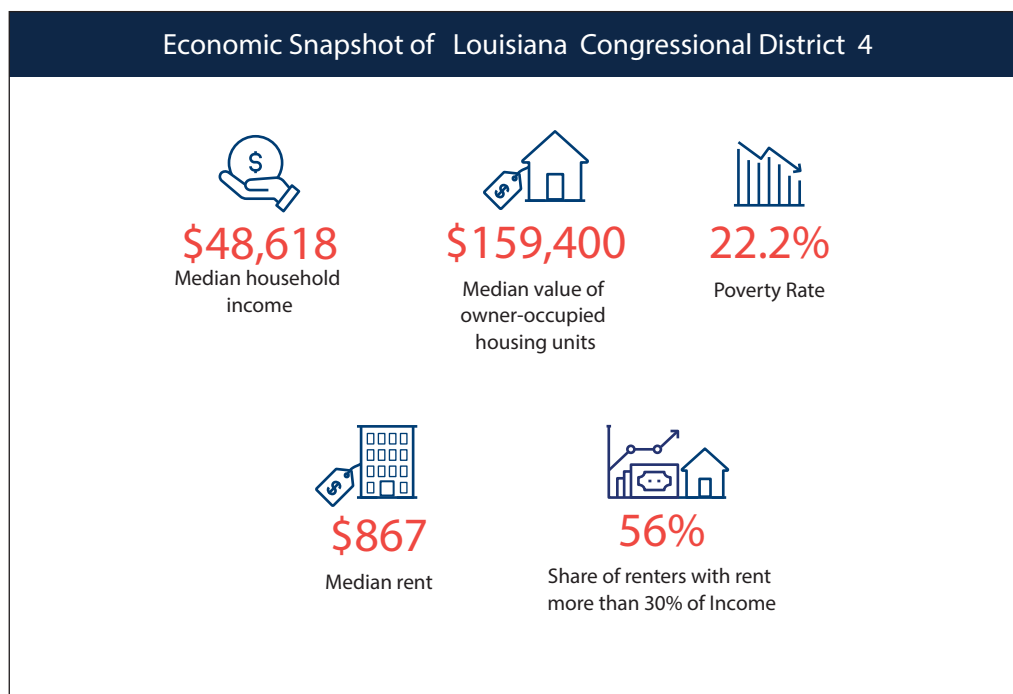 Economic Snapshot of Louisiana Congressional District 4
$
$48,618
Median household
income
$
$159,400
Median value of
owner-occupied
housing units
22.2%
Poverty Rate
$
$867
Median rent
56%
Share of renters with rent
more than 30% of Income